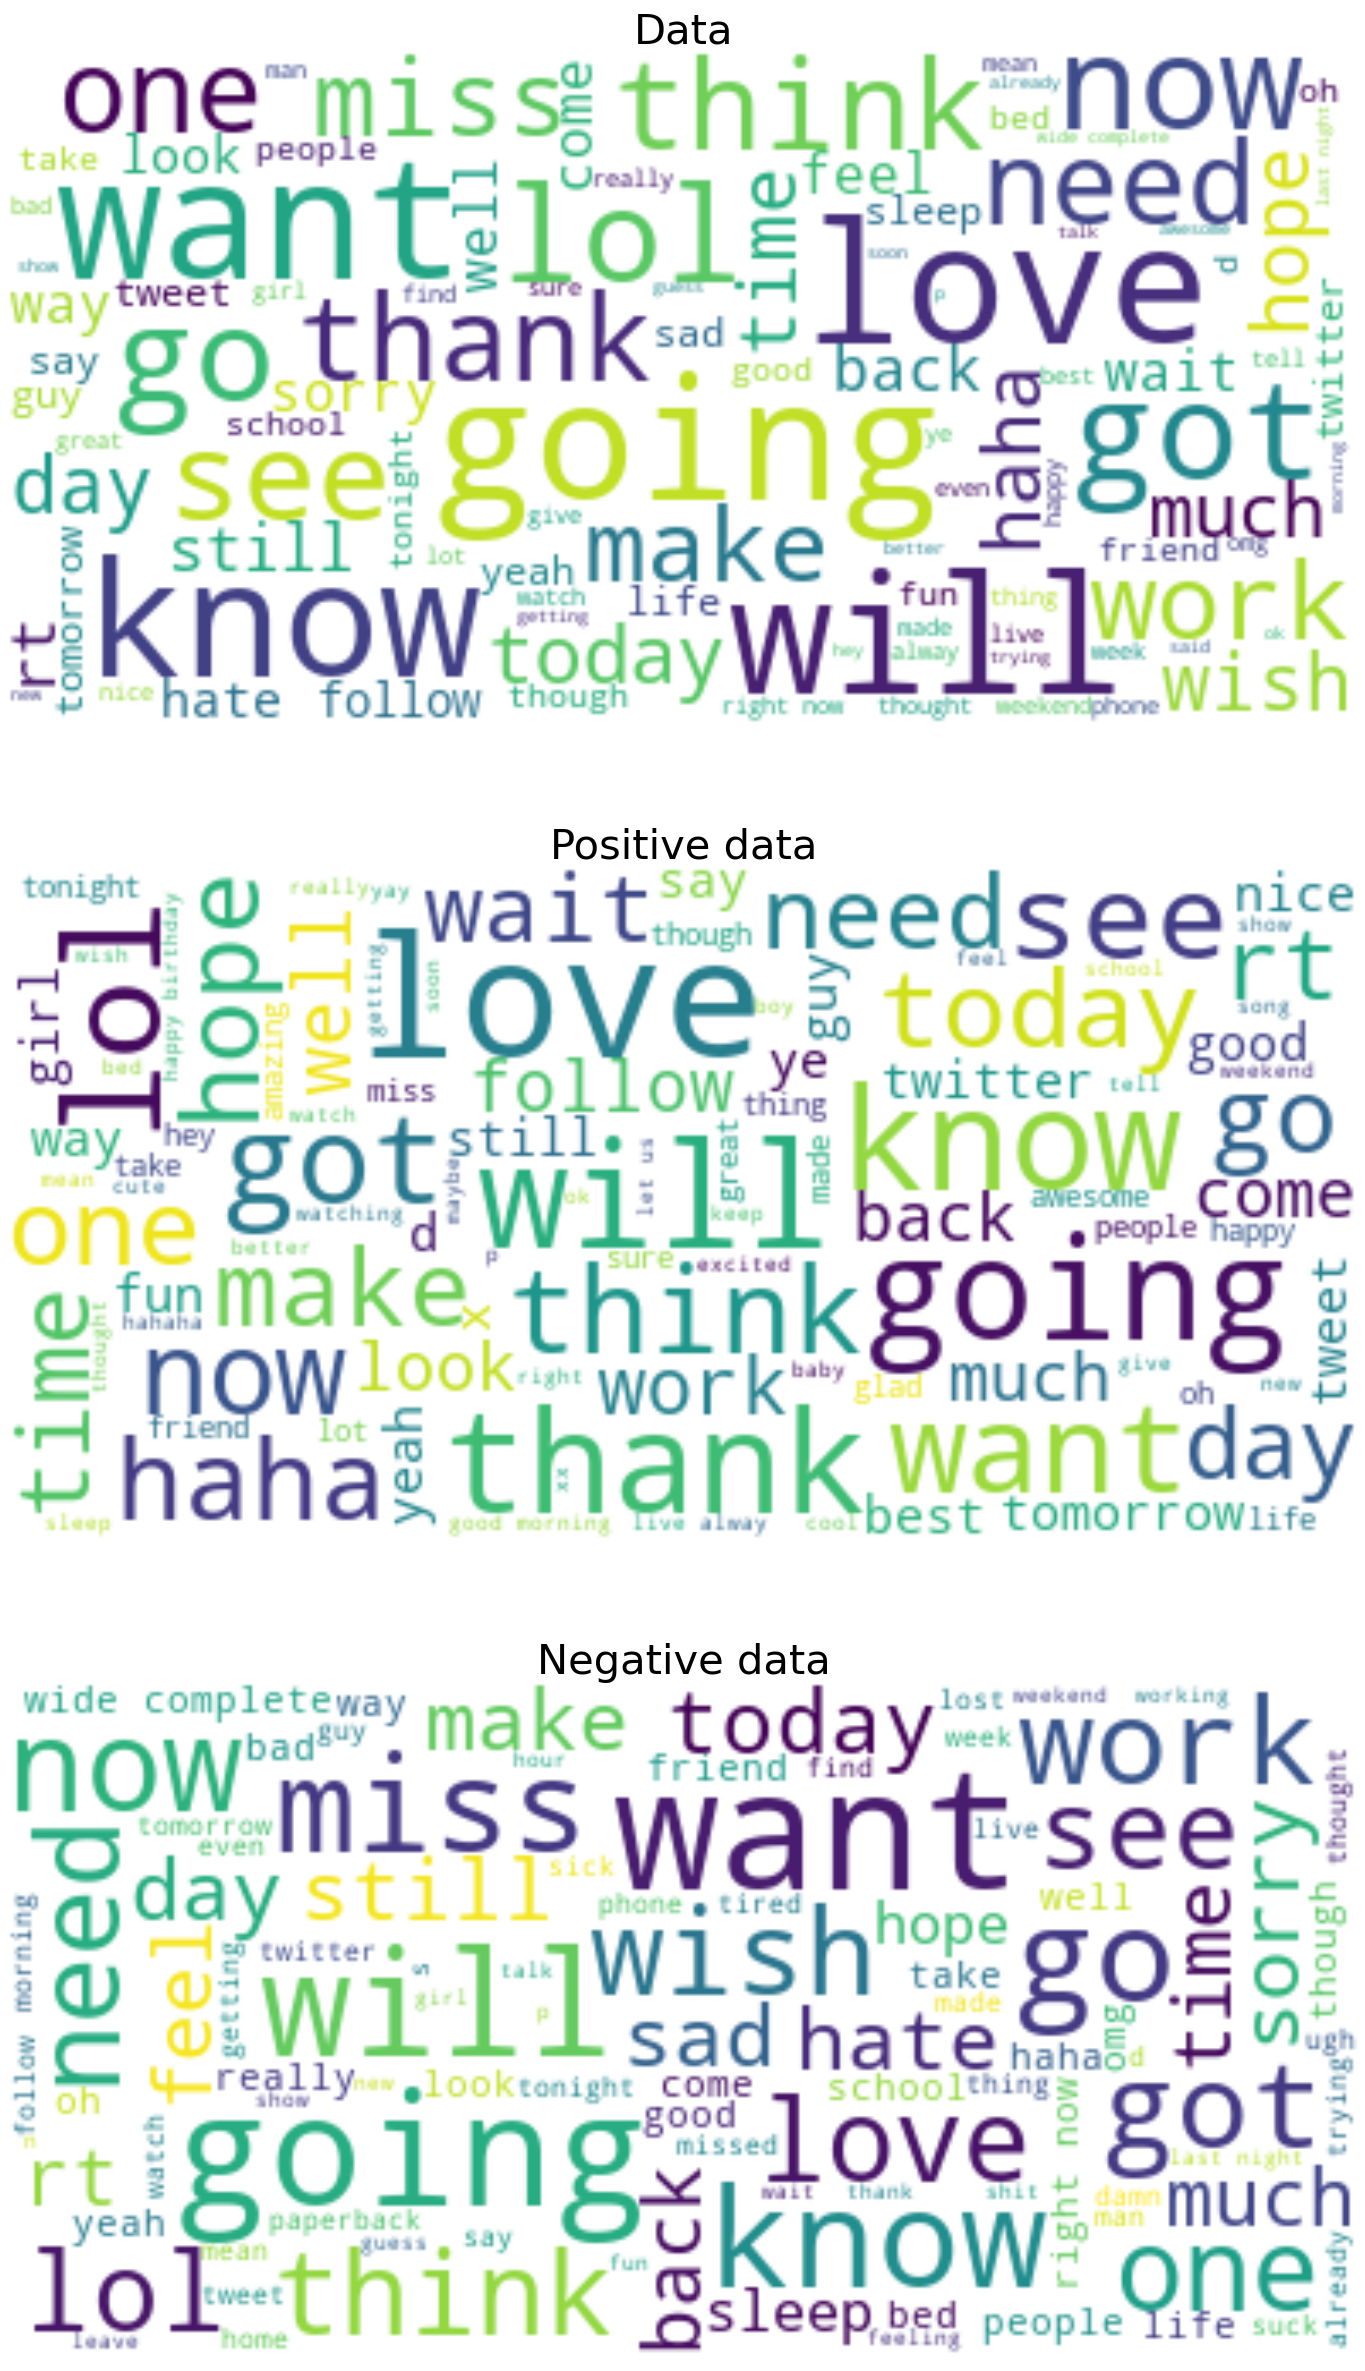 Data
one
man
miss
come
think
mean
already
now
oh
bed
wide complete
take
look
people
really
feel
need
hope
last night
bad
want
well
lol
time
sleep
love
talk
awesome
soon
show
way
tweet
girl
find
sure
guess
p
d
twitter
say
go
thank
sad
back
best
wait
tell
guy
sorry
good
school
going
haha
got
great
day
see
tonight
ye
even
happy
morning
much
give
still
make
better
friend
omg
tomorrow
know
lot
yeah
watch
getting
life
will
fun
thing
work
rt
today
made
live
hey
alway
trying
week
said
ok
new
nice
hate
follow
though
right now
thought
weekend
phone
wish
Positive data
tonight
lol
wish
happy birthday
hope
really
yay
wait
say
need
see
nice
show
well
getting
soon
love
though
feel
school
rt
song
girl
bed
amazing
boy
guy
today
good
weekend
miss
follow
ye
thing
twitter
tell
know
go
watch
way
hey
take
mean
cute
got
still
maybe
will
ok
let us
great
keep
made
awesome
come
one
watching
d
back
people
happy
better
p
sure
excited
fun
hahaha
make
x
think
going
tweet
time
thought
now
look
right
work
baby
glad
much
give
oh
new
friend
haha
lot
yeah
thank
xx
want
day
sleep
good morning
live
alway
cool
best
tomorrow
life
Negative data
wide complete
way
make
today
lost
weekend
working
work
now
bad
guy
hour
friend
find
week
miss
want
live
see
sorry
thought
tomorrow
even
need
day
still
sick
phone
tired
well
time
though
follow morning
feel
getting
twitter
will
s
girl
talk
p
wish
hope
take
made
go
omg
sad
hate
haha
d
ugh
trying
oh
really
new
show
look
tonight
come
school
thing
got
n
rt
watch
going
good
missed
love
right now
last night
yeah
paperback
guess
say
back
wait
thank
shit
know
damn
man
much
already
lol
mean
tweet
think
fun
one
leave
home
sleep
bed
feeling
people
life
suck